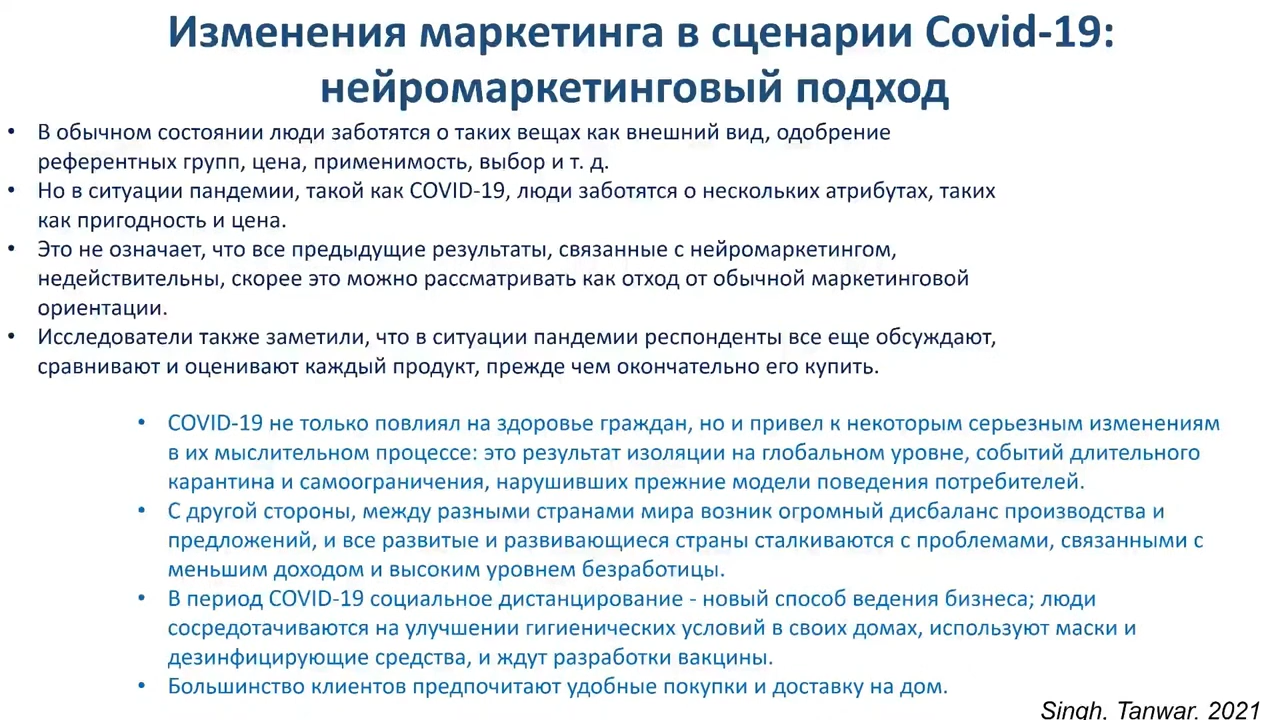 Изменения маркетинга в сценарии Covid-19:
нейромаркетинговый подход
• В обычном состоянии люди заботятся о таких вещах как внешний вид, одобрение
референтных групп, цена, применимость, выбор и т. д.
• Но в ситуации пандемии, такой как COVID-19, люди заботятся о нескольких атрибутах, таких
как пригодность и цена.
• Это не означает, что все предыдущие результаты, связанные с нейромаркетингом,
недействительны, скорее это можно рассматривать как отход от обычной маркетинговой
ориентации.
• Исследователи также заметили, что в ситуации пандемии респонденты все еще обсуждают,
сравнивают и оценивают каждый продукт, прежде чем окончательно его купить.
• COVID-19 не только повлиял на здоровье граждан, но и привел к некоторым серьезным изменениям
в их мыслительном процессе: это результат изоляции на глобальном уровне, событий длительного
карантина и самоограничения, нарушивших прежние модели поведения потребителей.
• С другой стороны, между разными странами мира возник огромный дисбаланс производства и
предложений, и все развитые и развивающиеся страны сталкиваются с проблемами, связанными с
меньшим доходом и высоким уровнем безработицы.
• В период COVID-19 социальное дистанцирование - новый способ ведения бизнеса; люди
сосредотачиваются на улучшении гигиенических условий в своих домах, используют маски и
дезинфицирующие средства, и ждут разработки вакцины.
• Большинство клиентов предпочитают удобные покупки и доставку на дом.
Singh, Tanwar, 2021